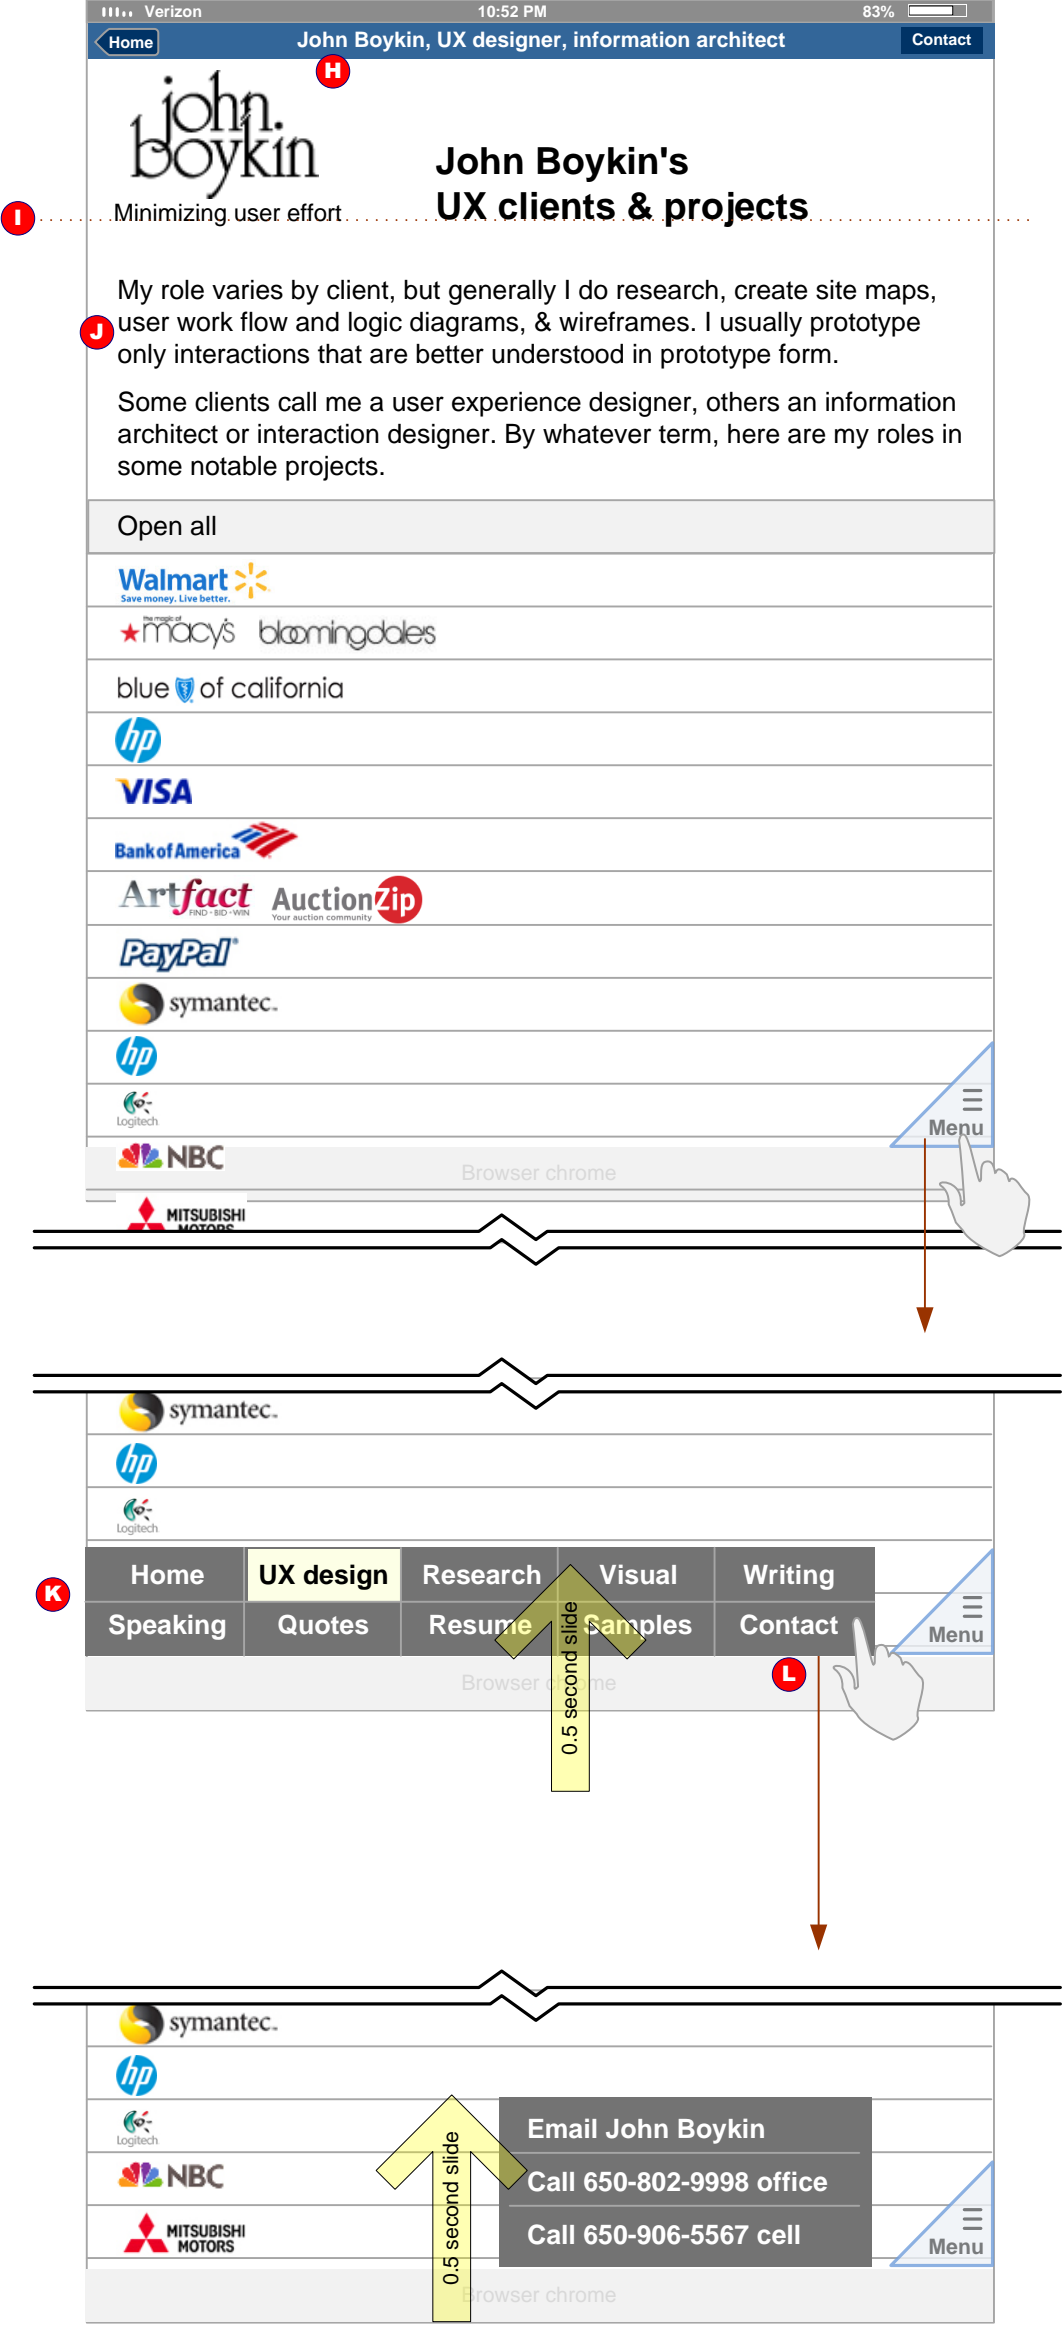 Verizon 10:52 PM 83%
Home John Boykin, UX designer, information architect Contact
H
john.
boykin
John Boykin's
UX clients & projects
I
Minimizing user effort
My role varies by client, but generally I do research, create site maps,
J
user work flow and logic diagrams, & wireframes. I usually prototype
only interactions that are better understood in prototype form.
Some clients call me a user experience designer, others an information
architect or interaction designer. By whatever term, here are my roles in
some notable projects.
Open all
Walmart
Save money. Live better.
the magic of
macy's bloomingdale's
blue of california
hp
VISA
Bank of America
Artfact AuctionZip
FIND - BID - WIN Your auction community
PayPal
symantec.
hp
Logitech
Menu
NBC
Browser chrome
MITSUBISHI
MOTORS
symantec.
hp
Logitech
K
Home UX design Research Visual Writing
Speaking Quotes Resume Samples Contact
Menu
0.5 second slide
L
Browser chrome
symantec.
hp
Logitech
NBC
MITSUBISHI
MOTORS
0.5 second slide
Email John Boykin
Call 650-802-9998 office
Call 650-906-5567 cell
Menu
Browser chrome